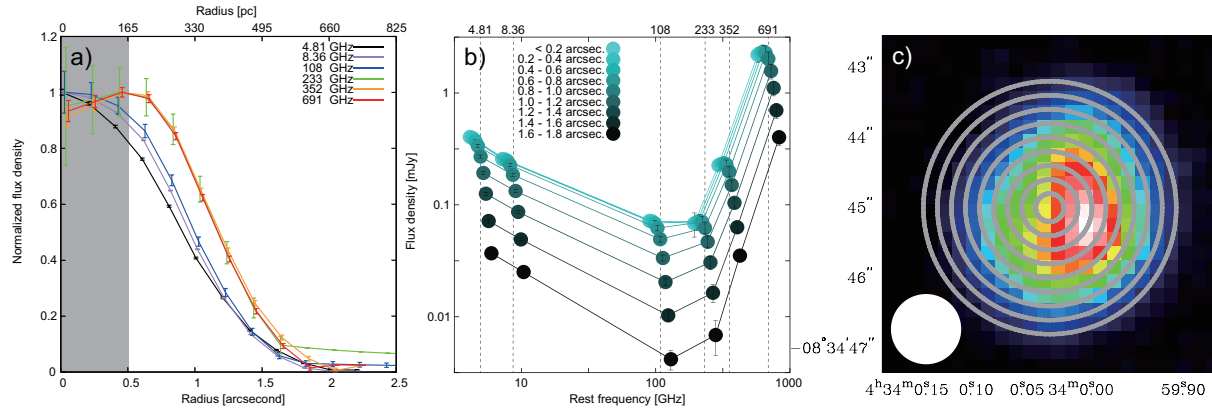 Radius [pc]
0 165 330 495 660 825
a)
4.81 GHz
8.36 GHz
108 GHz
233 GHz
352 GHz
691 GHz
1.2
1
0.8
0.6
0.4
0.2
0
Normalized flux density
0 0.5 1 1.5 2 2.5
Radius [arcsecond]
4.81 8.36 108 233 352 691
b)
< 0.2 arcsec.
0.2 - 0.4 arcsec.
0.4 - 0.6 arcsec.
0.6 - 0.8 arcsec.
0.8 - 1.0 arcsec.
1.0 - 1.2 arcsec.
1.2 - 1.4 arcsec.
1.4 - 1.6 arcsec.
1.6 - 1.8 arcsec.
1
0.1
0.01
Flux density [mJy]
10 100 1000
Rest frequency [GHz]
c)
43″
44″
45″
46″
−08°34′47″
4ʰ34ᵐ0ˢ.15 0ˢ.10 0ˢ.05 34ᵐ0ˢ.00 59ˢ.90